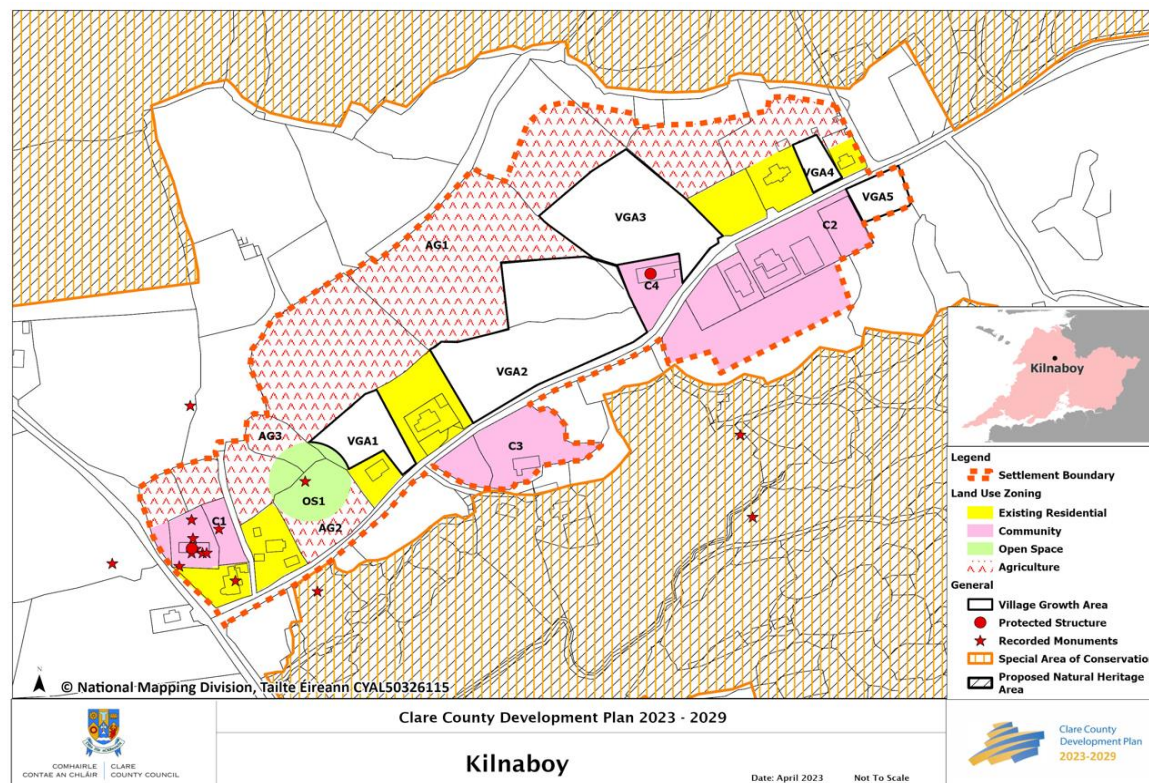 VGA4
VGA5
VGA3
C2
AG1
C4
VGA2
Kilnaboy
AG3
VGA1
C3
OS1
C1
AG2
Legend
Settlement Boundary
Land Use Zoning
Existing Residential
Community
Open Space
Agriculture
General
Village Growth Area
Protected Structure
Recorded Monuments
Special Area of Conservation
Proposed Natural Heritage
Area
N
© National Mapping Division, Tailte Éireann CYAL50326115
Clare County Development Plan 2023 - 2029
Kilnaboy
Date: April 2023 Not To Scale
COMHAIRLE
CONTAE AN CHLÁIR
CLARE
COUNTY COUNCIL
Clare County
Development Plan
2023-2029